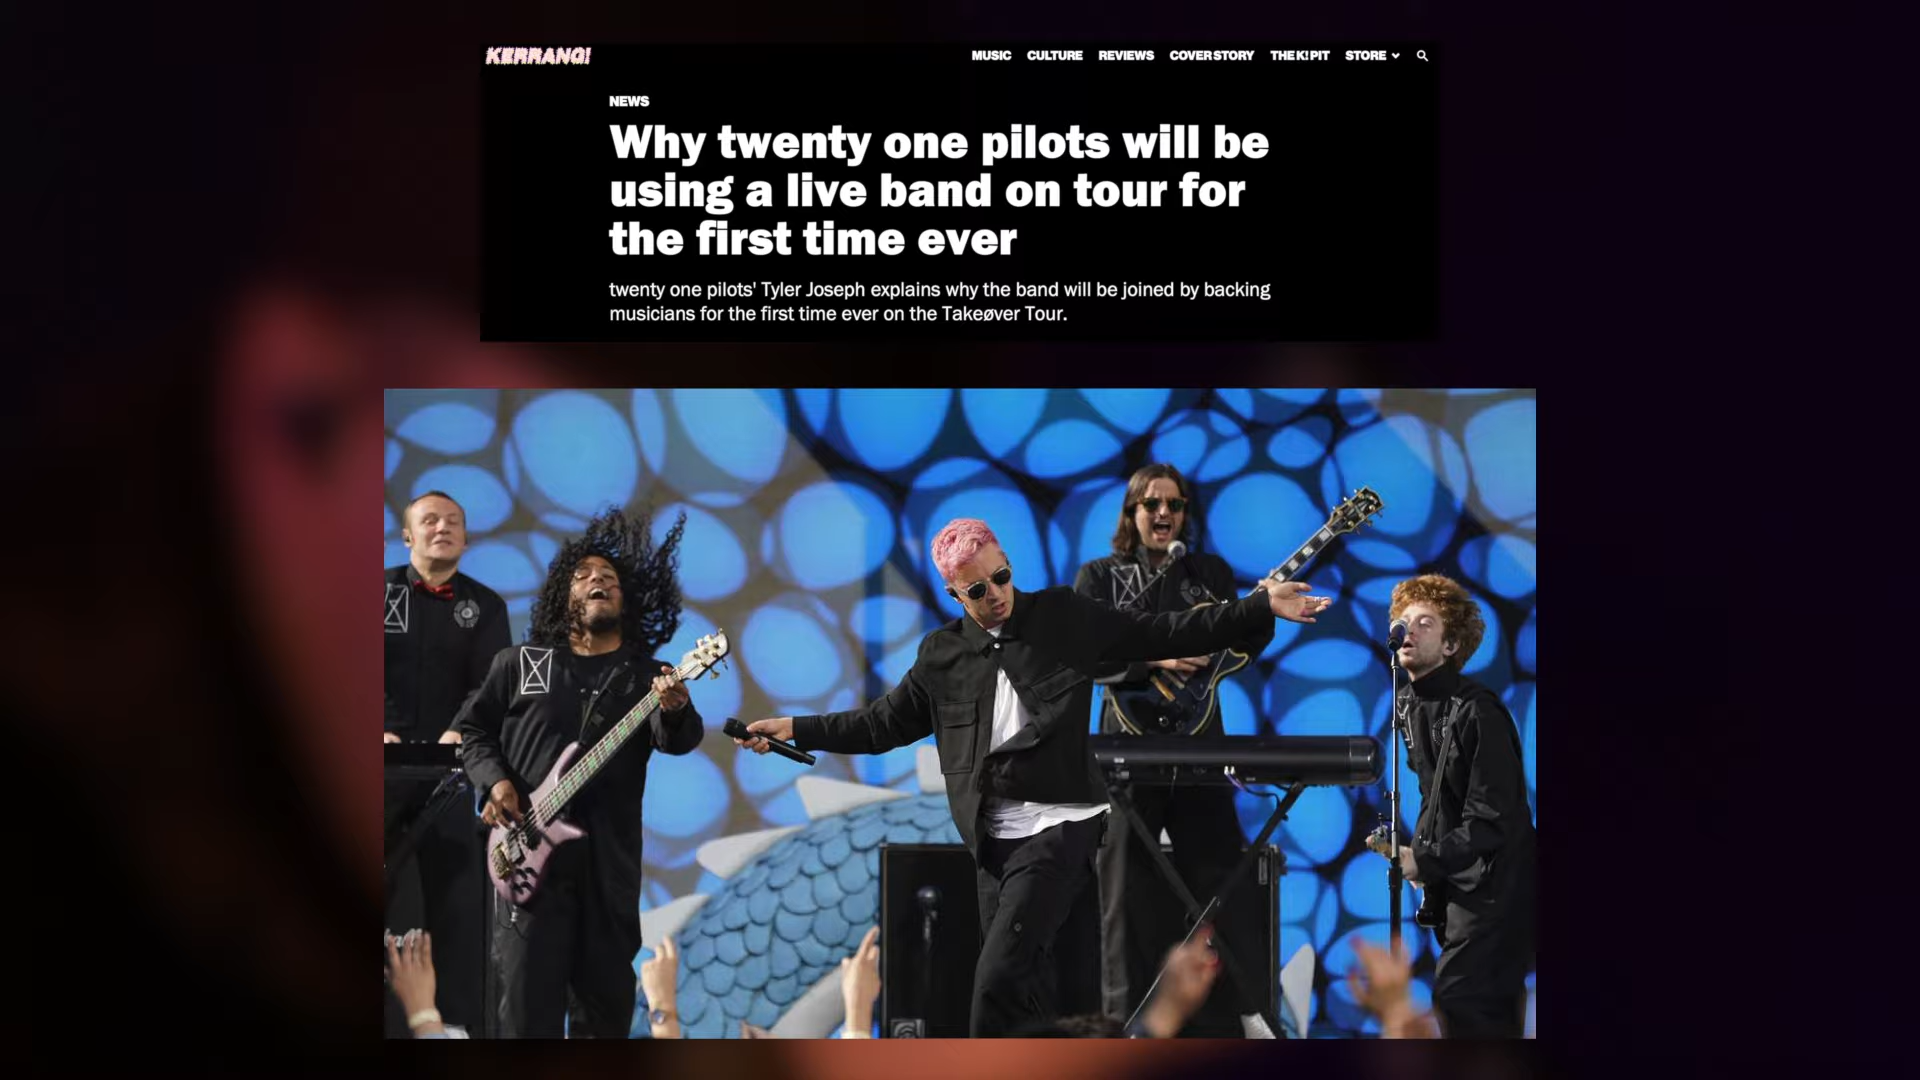 KERRANG!
MUSIC CULTURE REVIEWS COVER STORY THE K! PIT STORE
NEWS
Why twenty one pilots will be
using a live band on tour for
the first time ever
twenty one pilots' Tyler Joseph explains why the band will be joined by backing
musicians for the first time ever on the Takeøver Tour.